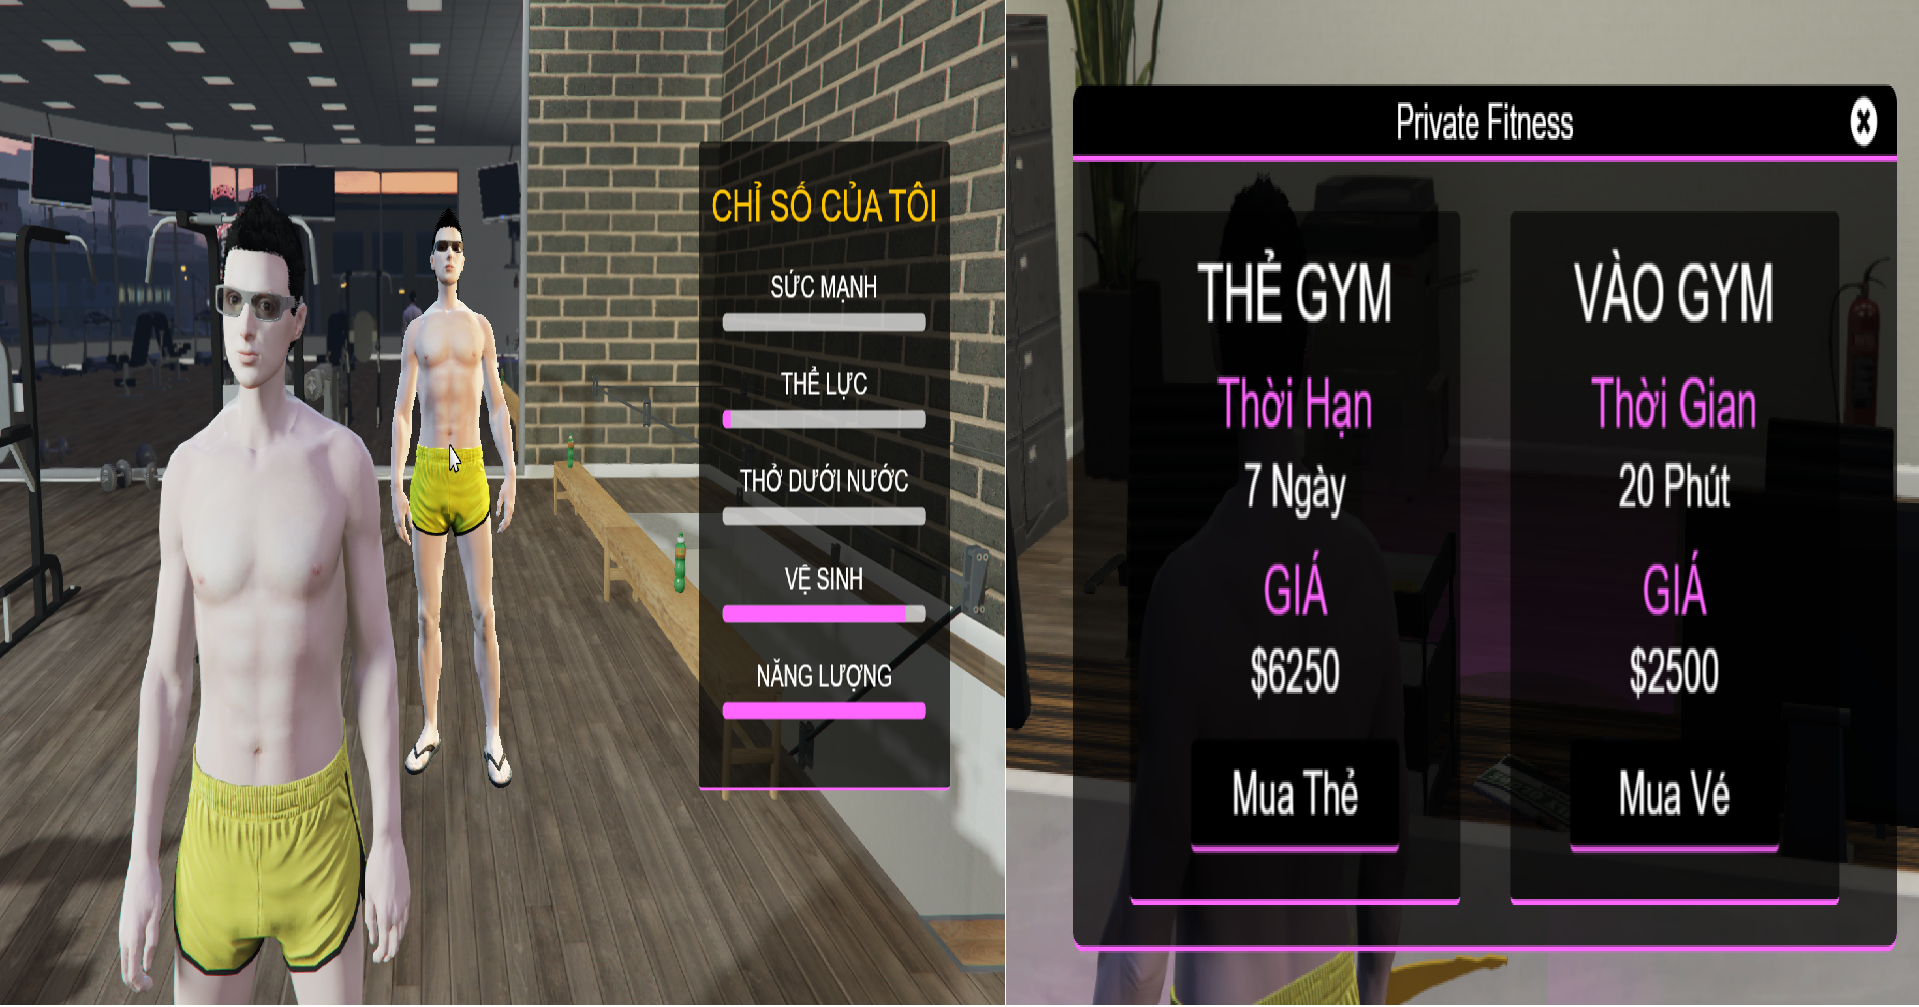 CHỈ SỐ CỦA TÔI
SỨC MẠNH
THỂ LỰC
THỞ DƯỚI NƯỚC
VỆ SINH
NĂNG LƯỢNG
Private Fitness
THẺ GYM
Thời Hạn
7 Ngày
GIÁ
$6250
Mua Thẻ
VÀO GYM
Thời Gian
20 Phút
GIÁ
$2500
Mua Vé